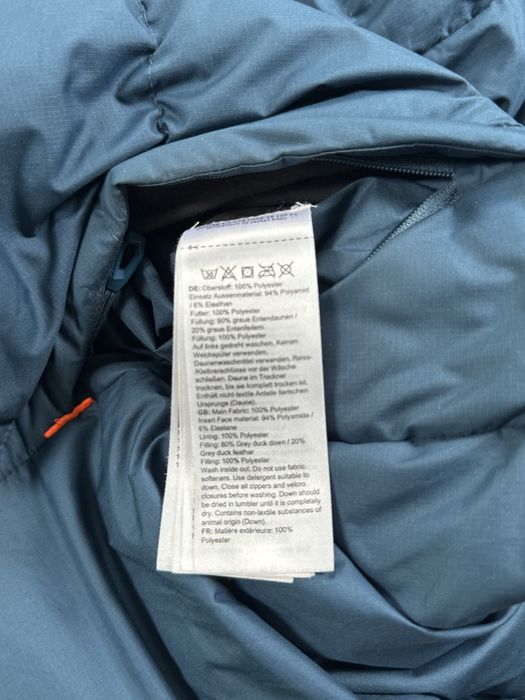 DE: Oberstoff: 100% Polyester
Einsatz Aussenmaterial: 94% Polyamid
/ 6% Elasthan
Futter: 100% Polyester
Füllung: 80% graue Entendaunen /
20% graue Entenfedern
Füllung: 100% Polyester
Auf links gedreht waschen. Keinen
Weichspüler verwenden.
Daunenwaschmittel verwenden. Reiss-
/Klettverschlüsse vor der Wäsche
schließen. Daune im Trockner
trocknen, bis sie komplett trocken ist.
Enthält nicht textile Anteile tierischen
Ursprungs (Daune).
GB: Main Fabric: 100% Polyester
Insert Face material: 94% Polyamide /
6% Elastane
Lining: 100% Polyester
Filling: 80% Grey duck down / 20%
Grey duck feather
Filling: 100% Polyester
Wash inside out. Do not use fabric
softeners. Use detergent suitable to
down. Close all zippers and velcro
closures before washing. Down should
be dried in tumbler until it is completely
dry. Contains non-textile substances of
animal origin (Down).
FR: Matière extérieure: 100%
Polyester